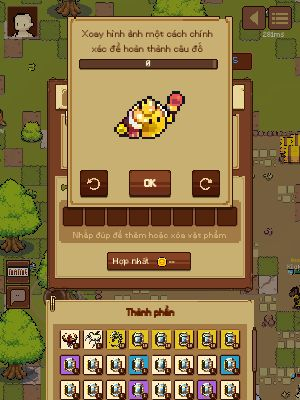 281ms
Xoay hình ảnh một cách chính
xác để hoàn thành câu đố
0
OK
Nhấp đúp để thêm hoặc xóa vật phẩm
Hợp nhất --
Thành phần